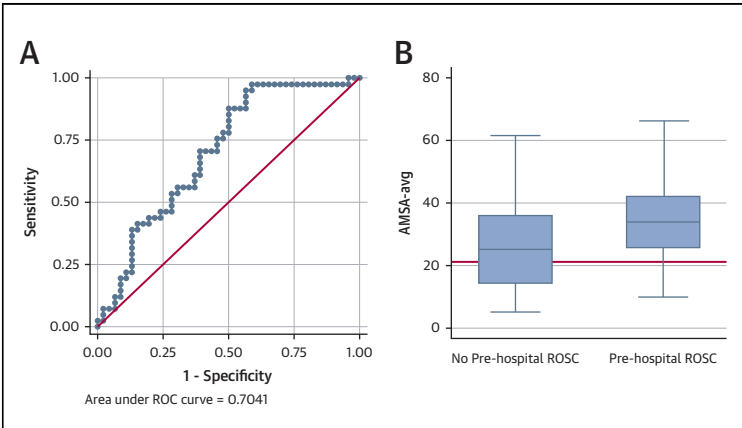 A
Sensitivity
1.00
0.75
0.50
0.25
0.00
0.00 0.25 0.50 0.75 1.00
1 - Specificity
Area under ROC curve = 0.7041
B
AMSA-avg
80
60
40
20
0
No Pre-hospital ROSC Pre-hospital ROSC